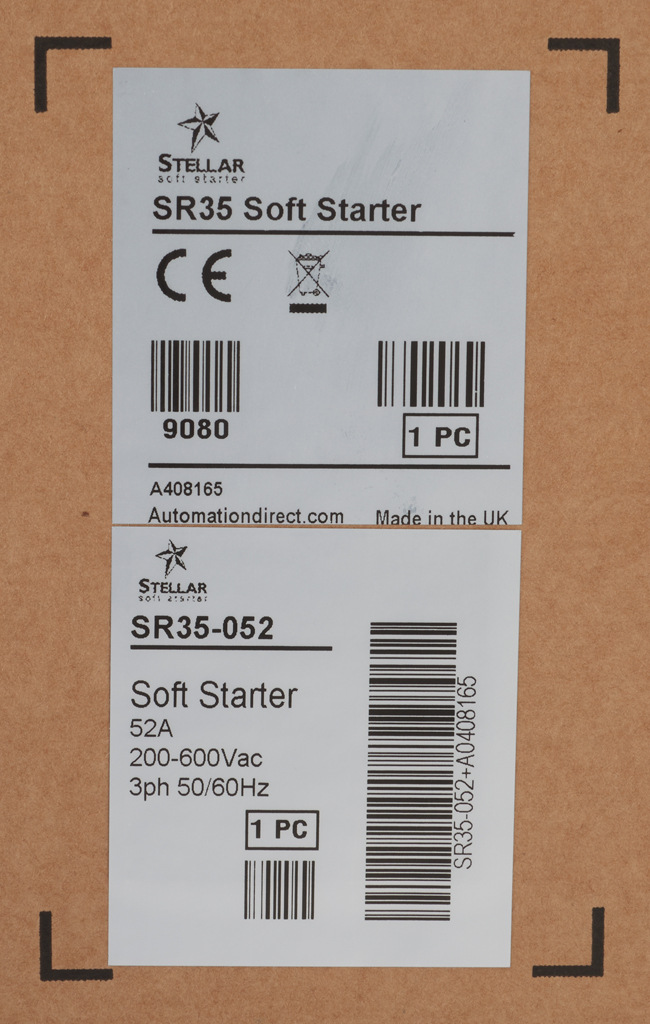 STELLAR
soft starter
SR35 Soft Starter
CE
9080
1 PC
A408165
Automationdirect.com
Made in the UK
STELLAR
soft starter
SR35-052
Soft Starter
52A
200-600Vac
3ph 50/60Hz
1 PC
SR35-052+A0408165